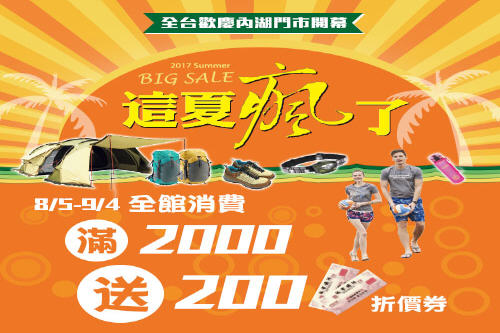 全台歡慶內湖門市開幕
2017 Summer
BIG SALE
這夏瘋了
8/5-9/4 全館消費
滿 2000
送 200 折價券